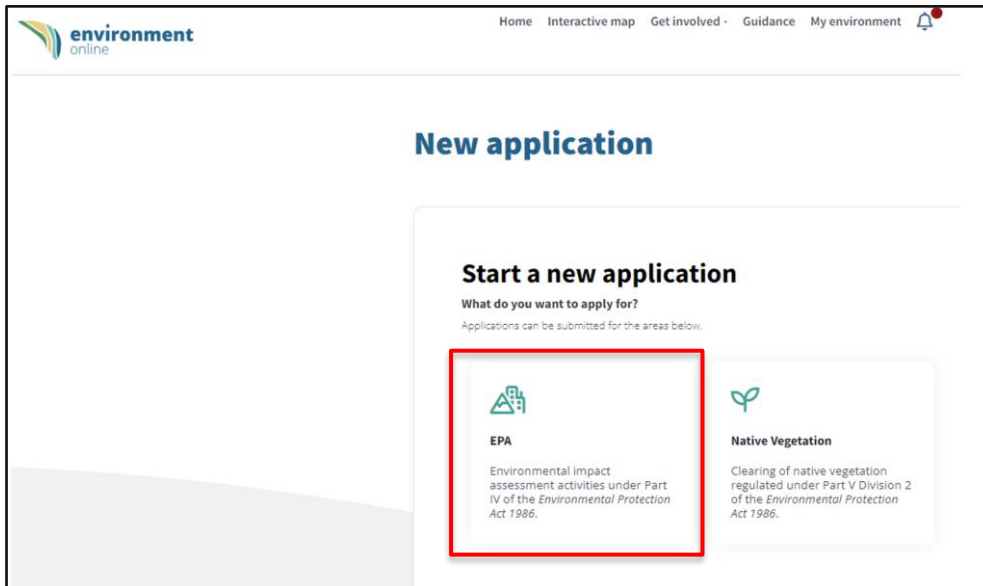 environment
online
Home Interactive map Get involved - Guidance My environment
New application
Start a new application
What do you want to apply for?
Applications can be submitted for the areas below.
EPA
Environmental impact
assessment activities under Part
IV of the Environmental Protection
Act 1986.
Native Vegetation
Clearing of native vegetation
regulated under Part V Division 2
of the Environmental Protection
Act 1986.